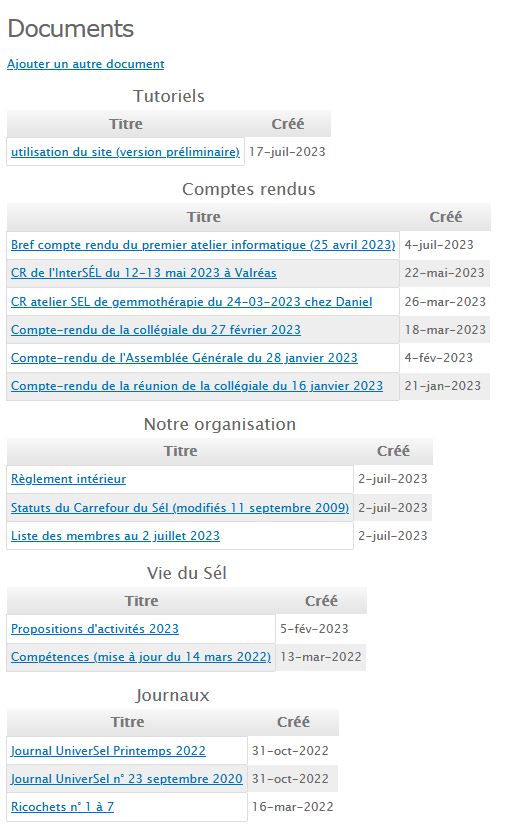 Documents
Ajouter un autre document
Tutoriels
Titre Créé
utilisation du site (version préliminaire) 17-juil-2023
Comptes rendus
Titre Créé
Bref compte rendu du premier atelier informatique (25 avril 2023) 4-juil-2023
CR de l'InterSÉL du 12-13 mai 2023 à Valréas 22-mai-2023
CR atelier SEL de gemmothérapie du 24-03-2023 chez Daniel 26-mar-2023
Compte-rendu de la collégiale du 27 février 2023 18-mar-2023
Compte-rendu de l'Assemblée Générale du 28 janvier 2023 4-fév-2023
Compte-rendu de la réunion de la collégiale du 16 janvier 2023 21-jan-2023
Notre organisation
Titre Créé
Règlement intérieur 2-juil-2023
Statuts du Carrefour du Sél (modifiés 11 septembre 2009) 2-juil-2023
Liste des membres au 2 juillet 2023 2-juil-2023
Vie du Sél
Titre Créé
Propositions d'activités 2023 5-fév-2023
Compétences (mise à jour du 14 mars 2022) 13-mar-2022
Journaux
Titre Créé
Journal UniverSel Printemps 2022 31-oct-2022
Journal UniverSel n° 23 septembre 2020 31-oct-2022
Ricochets n° 1 à 7 16-mar-2022